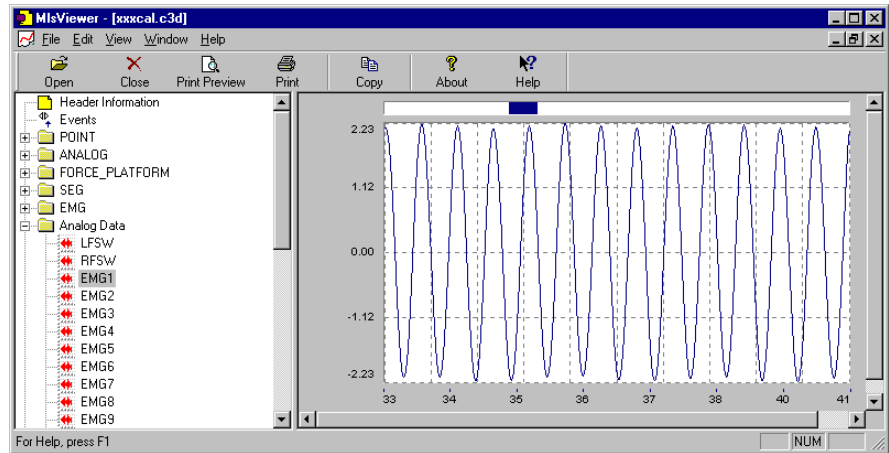 MlsViewer - [xxxcal.c3d]
File Edit View Window Help
Open Close Print Preview Print Copy About Help
Header Information
Events
POINT
ANALOG
FORCE_PLATFORM
SEG
EMG
Analog Data
LFSW
RFSW
EMG1
EMG2
EMG3
EMG4
EMG5
EMG6
EMG7
EMG8
EMG9
2.23
1.12
0.00
-1.12
-2.23
33 34 35 36 37 38 40 41
For Help, press F1
NUM